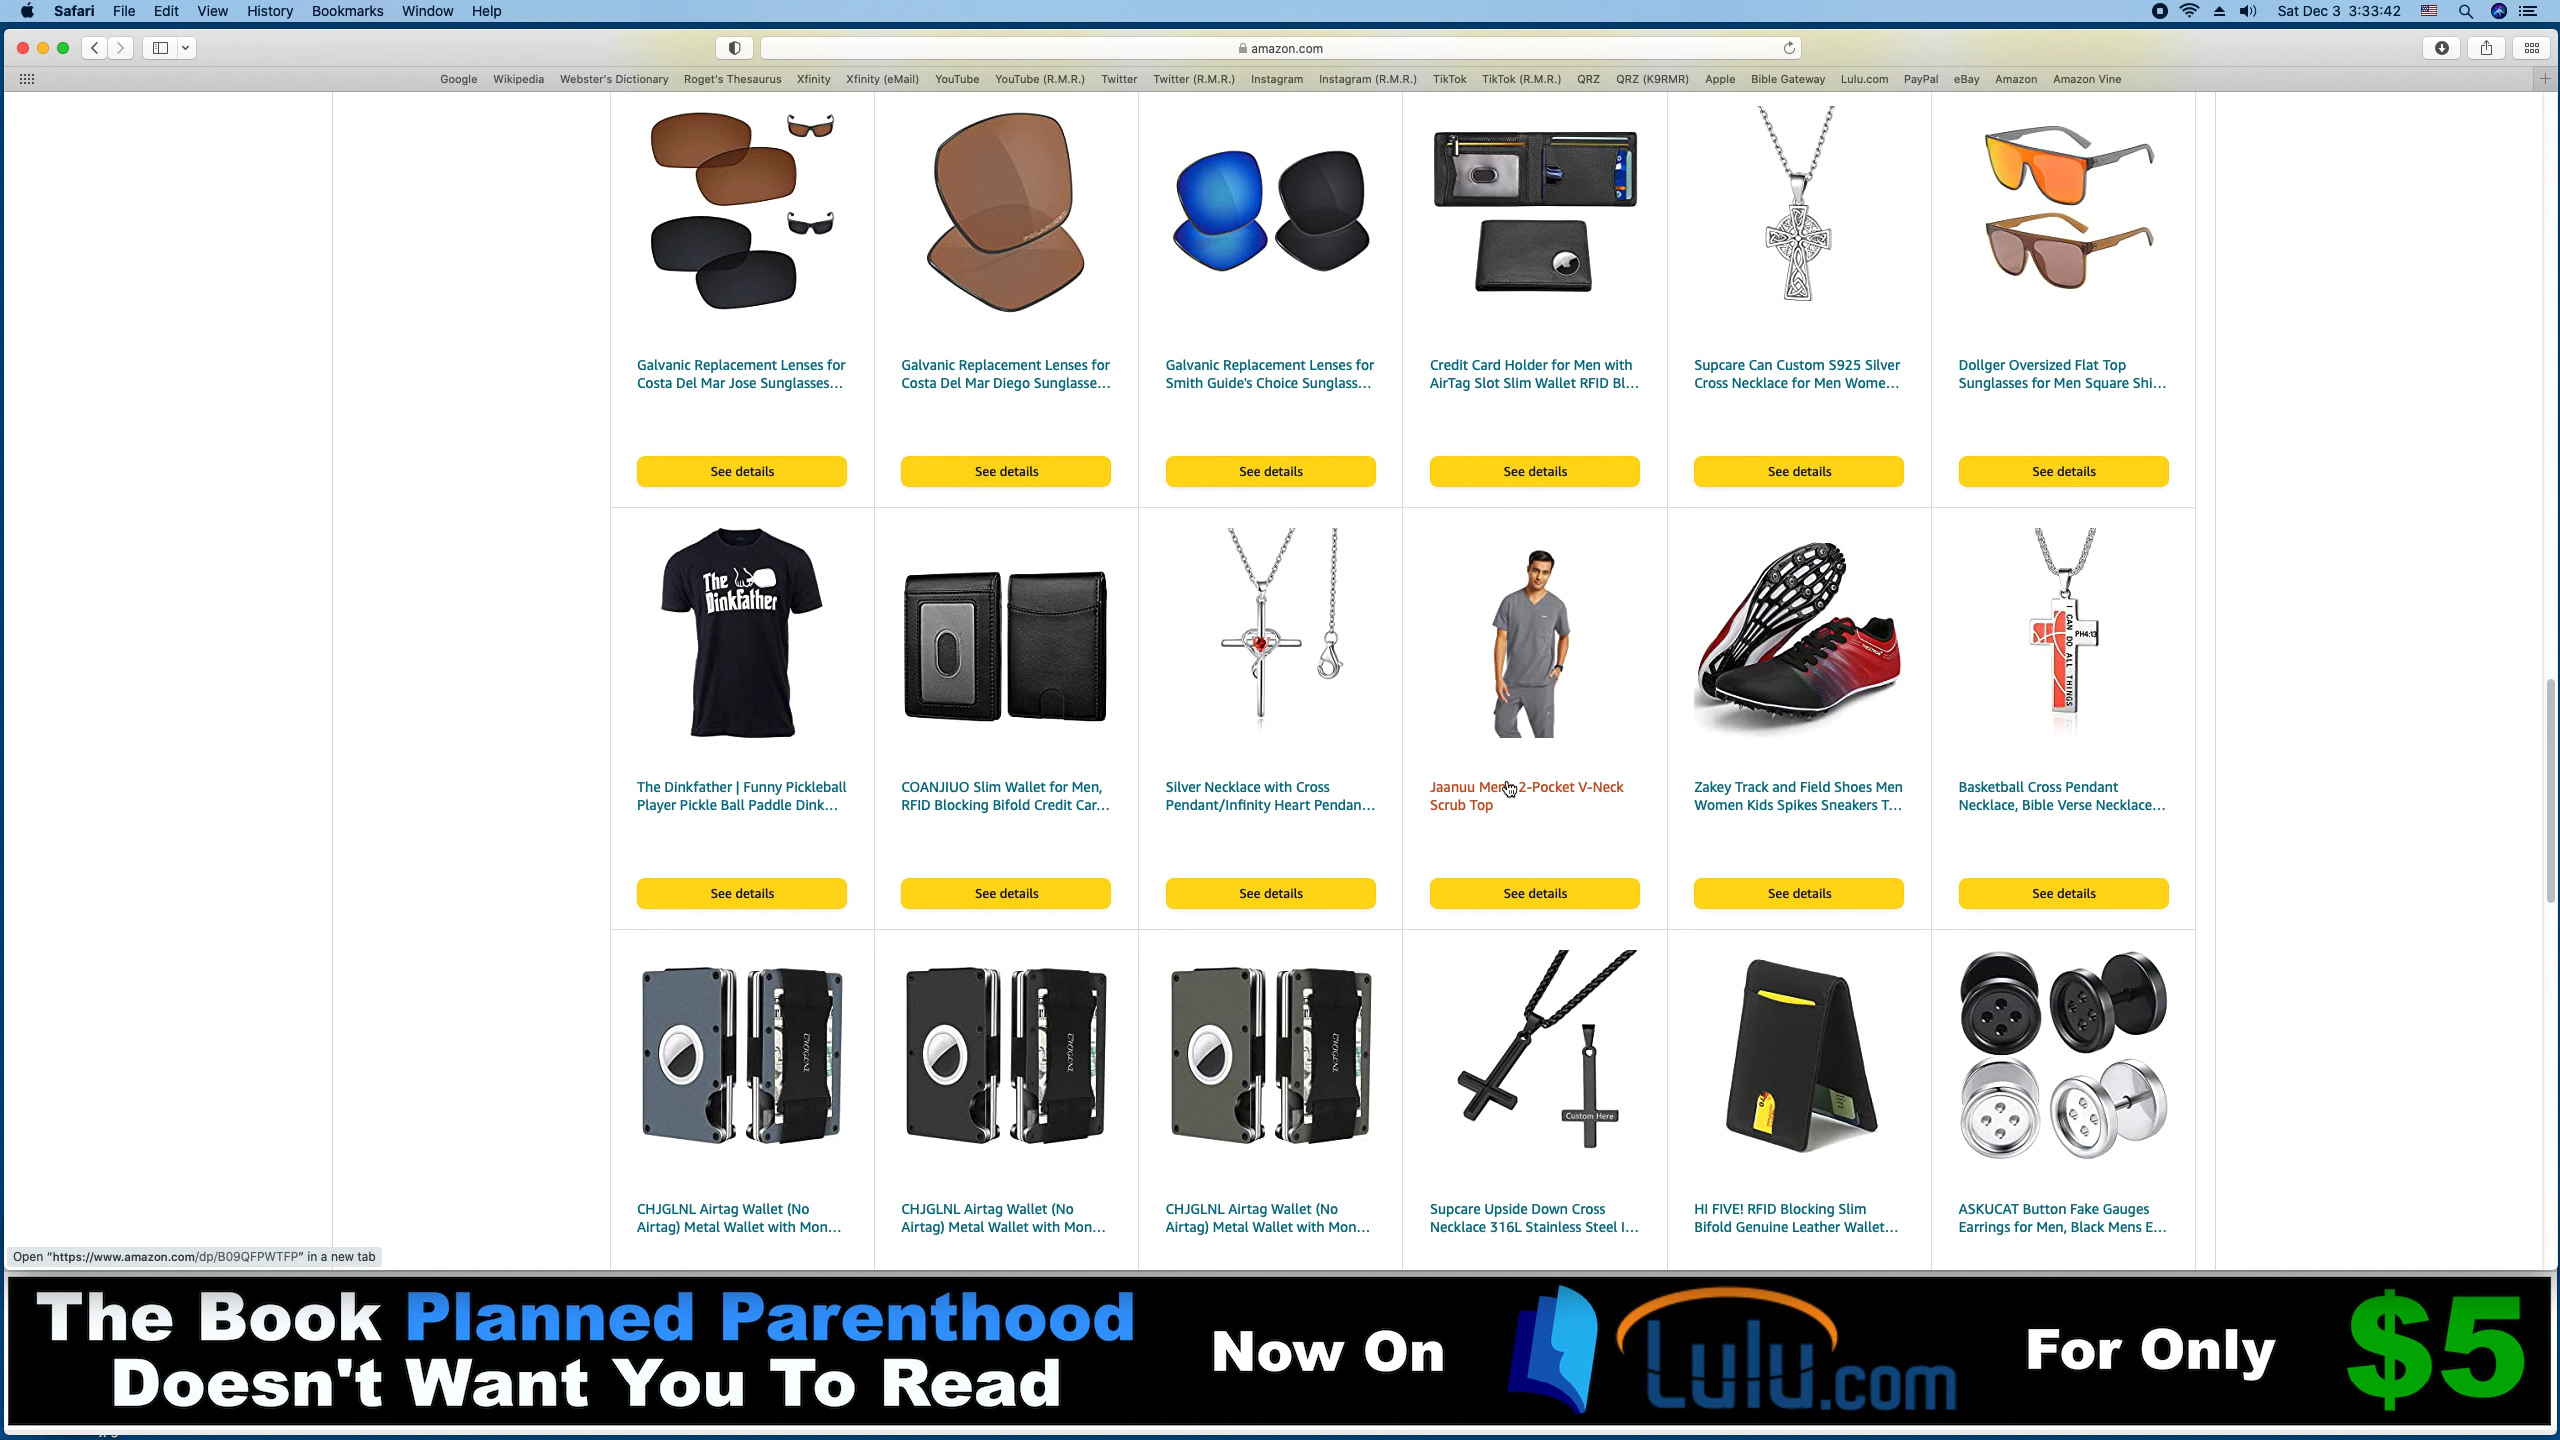 Safari File Edit View History Bookmarks Window Help Sat Dec 3 3:33:42
amazon.com
Google Wikipedia Webster's Dictionary Roget's Thesaurus Xfinity Xfinity (eMail) YouTube YouTube (R.M.R.) Twitter Twitter (R.M.R.) Instagram Instagram (R.M.R.) TikTok TikTok (R.M.R.) QRZ QRZ (K9RMR) Apple Bible Gateway Lulu.com PayPal eBay Amazon Amazon Vine
Galvanic Replacement Lenses for
Costa Del Mar Jose Sunglasses...
Galvanic Replacement Lenses for
Costa Del Mar Diego Sunglasse...
Galvanic Replacement Lenses for
Smith Guide's Choice Sunglass...
Credit Card Holder for Men with
AirTag Slot Slim Wallet RFID Bl...
Supcare Can Custom S925 Silver
Cross Necklace for Men Wome...
Dollger Oversized Flat Top
Sunglasses for Men Square Shi...
See details See details See details See details See details See details
The
Dinkfather
I CAN DO ALL THINGS
PH4:13
The Dinkfather | Funny Pickleball
Player Pickle Ball Paddle Dink...
COANJIUO Slim Wallet for Men,
RFID Blocking Bifold Credit Car...
Silver Necklace with Cross
Pendant/Infinity Heart Pendan...
Jaanuu Men 2-Pocket V-Neck
Scrub Top
Zakey Track and Field Shoes Men
Women Kids Spikes Sneakers T...
Basketball Cross Pendant
Necklace, Bible Verse Necklace...
See details See details See details See details See details See details
CHJGLNL
CHJGLNL
CHJGLNL
Custom Here
CHJGLNL Airtag Wallet (No
Airtag) Metal Wallet with Mon...
CHJGLNL Airtag Wallet (No
Airtag) Metal Wallet with Mon...
CHJGLNL Airtag Wallet (No
Airtag) Metal Wallet with Mon...
Supcare Upside Down Cross
Necklace 316L Stainless Steel I...
HI FIVE! RFID Blocking Slim
Bifold Genuine Leather Wallet...
ASKUCAT Button Fake Gauges
Earrings for Men, Black Mens E...
Open "https://www.amazon.com/dp/B09QFPWTFP" in a new tab
The Book Planned Parenthood
Doesn't Want You To Read
Now On
Lulu.com
For Only
$5